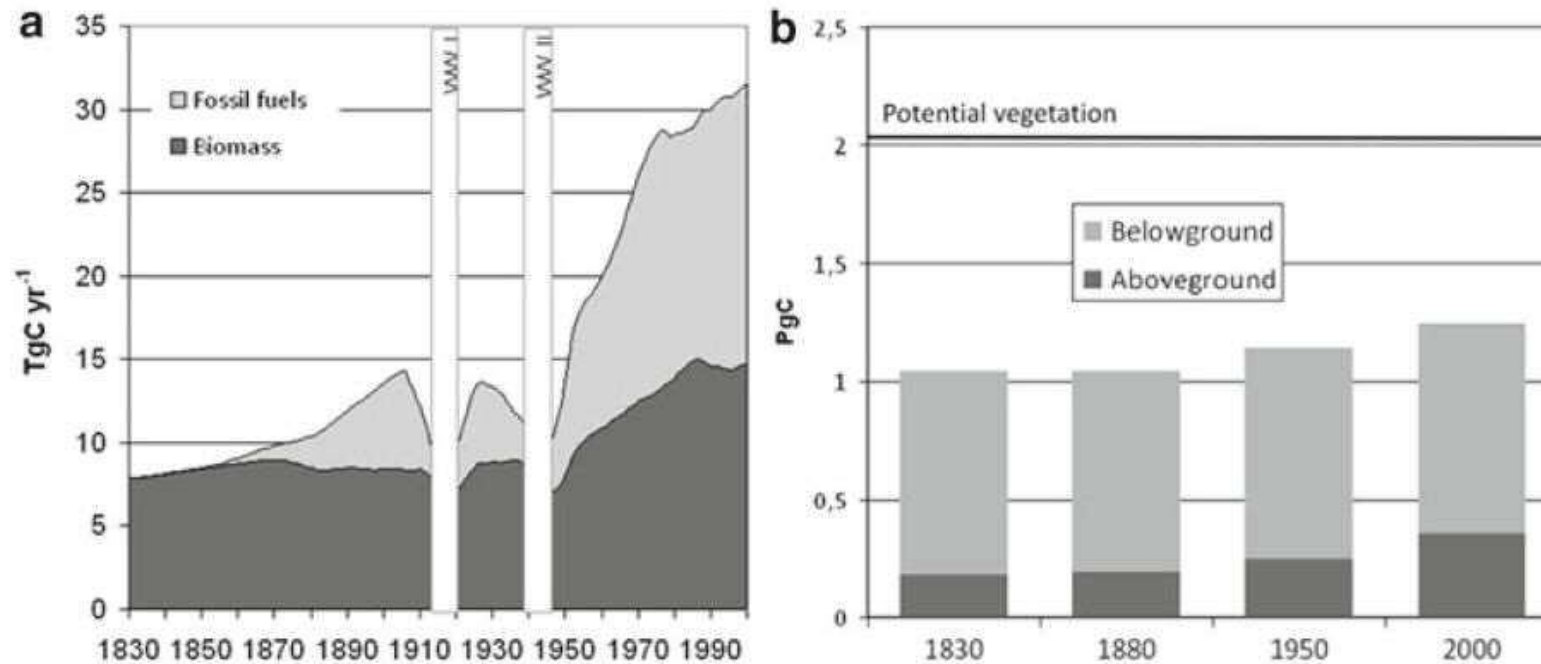 a
35
30
25
20
15
10
5
0
TgC yr⁻¹
Fossil fuels
Biomass
WW I
WW II
1830 1850 1870 1890 1910 1930 1950 1970 1990
b
2,5
2
1,5
1
0,5
0
PgC
Potential vegetation
Belowground
Aboveground
1830 1880 1950 2000